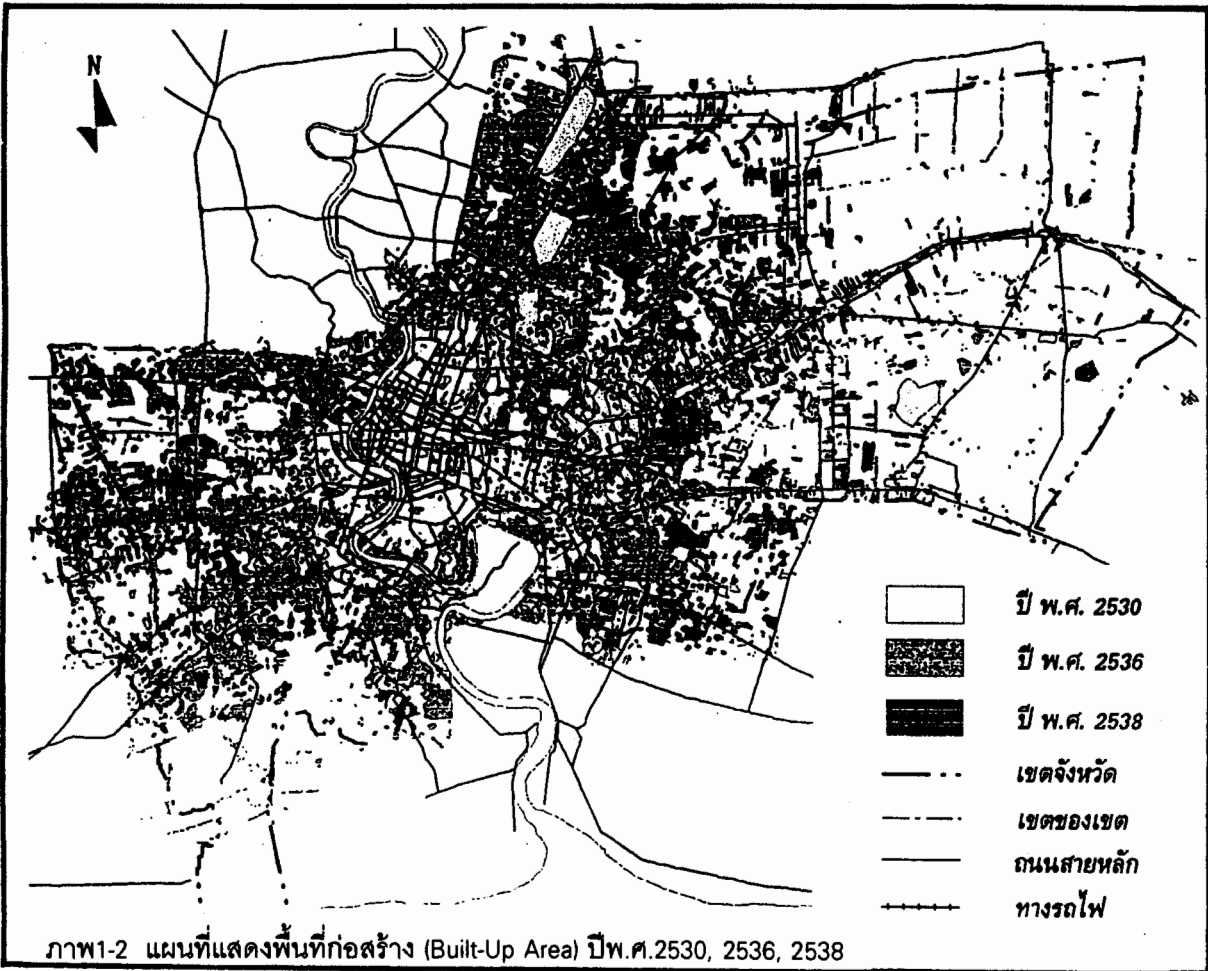 N
ปี พ.ศ. 2530
ปี พ.ศ. 2536
ปี พ.ศ. 2538
เขตจังหวัด
เขตของเขต
ถนนสายหลัก
ทางรถไฟ
ภาพ1-2 แผนที่แสดงพื้นที่ก่อสร้าง (Built-Up Area) ปีพ.ศ.2530, 2536, 2538